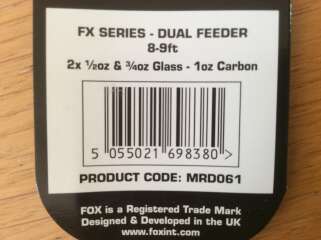 FX SERIES - DUAL FEEDER
8-9ft
2x ½oz & ¾oz Glass - 1oz Carbon
5 055021 698380 >
PRODUCT CODE: MRD061
FOX is a Registered Trade Mark
Designed & Developed in the UK
www.foxint.com